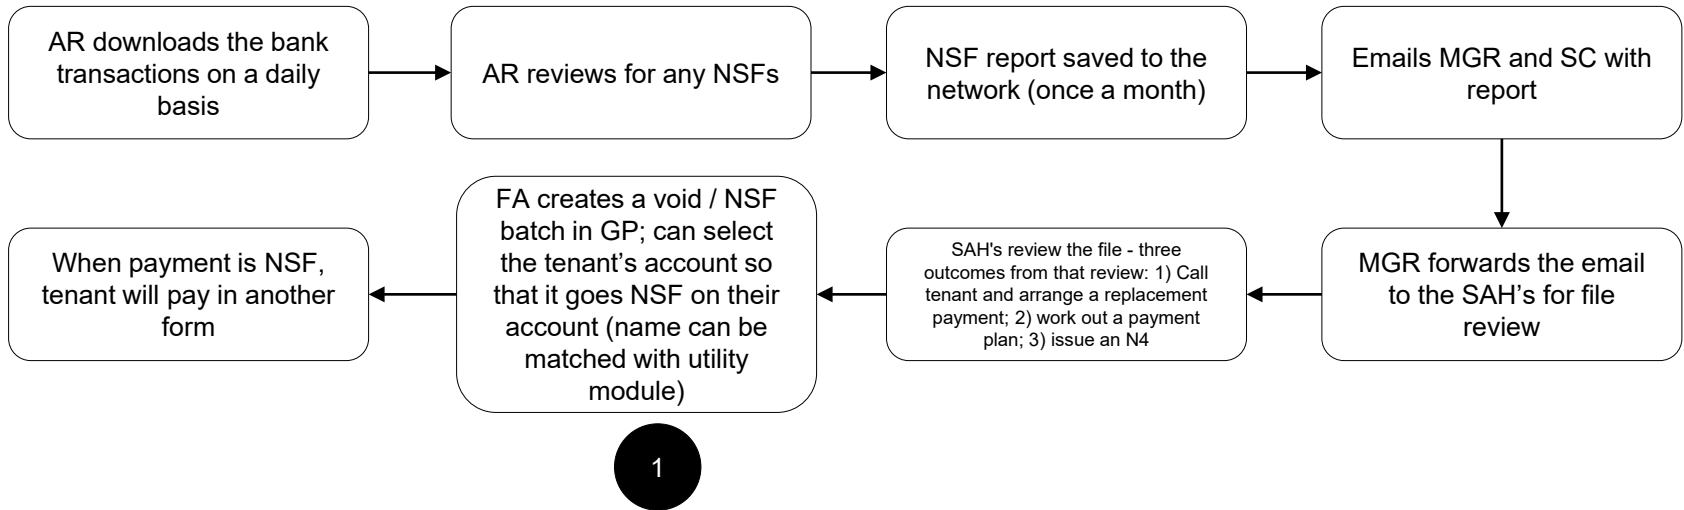 AR downloads the bank
transactions on a daily
basis
AR reviews for any NSFs
NSF report saved to the
network (once a month)
Emails MGR and SC with
report
MGR forwards the email
to the SAH’s for file
review
SAH's review the file - three
outcomes from that review: 1) Call
tenant and arrange a replacement
payment; 2) work out a payment
plan; 3) issue an N4
FA creates a void / NSF
batch in GP; can select
the tenant’s account so
that it goes NSF on their
account (name can be
matched with utility
module)
When payment is NSF,
tenant will pay in another
form
1